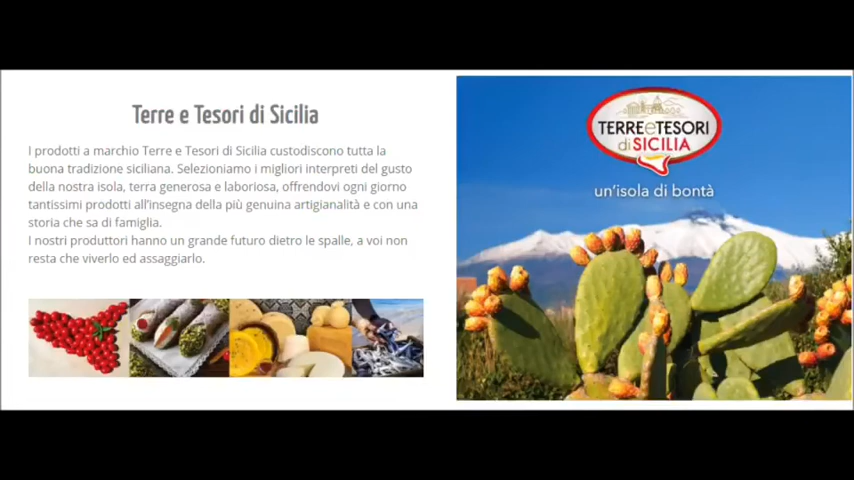 Terre e Tesori di Sicilia
I prodotti a marchio Terre e Tesori di Sicilia custodiscono tutta la
buona tradizione siciliana. Selezioniamo i migliori interpreti del gusto
della nostra isola, terra generosa e laboriosa, offrendovi ogni giorno
tantissimi prodotti all'insegna della più genuina artigianalità e con una
storia che sa di famiglia.
I nostri produttori hanno un grande futuro dietro le spalle, a voi non
resta che viverlo ed assaggiarlo.
TERREeTESORI
di SICILIA
un'isola di bontà